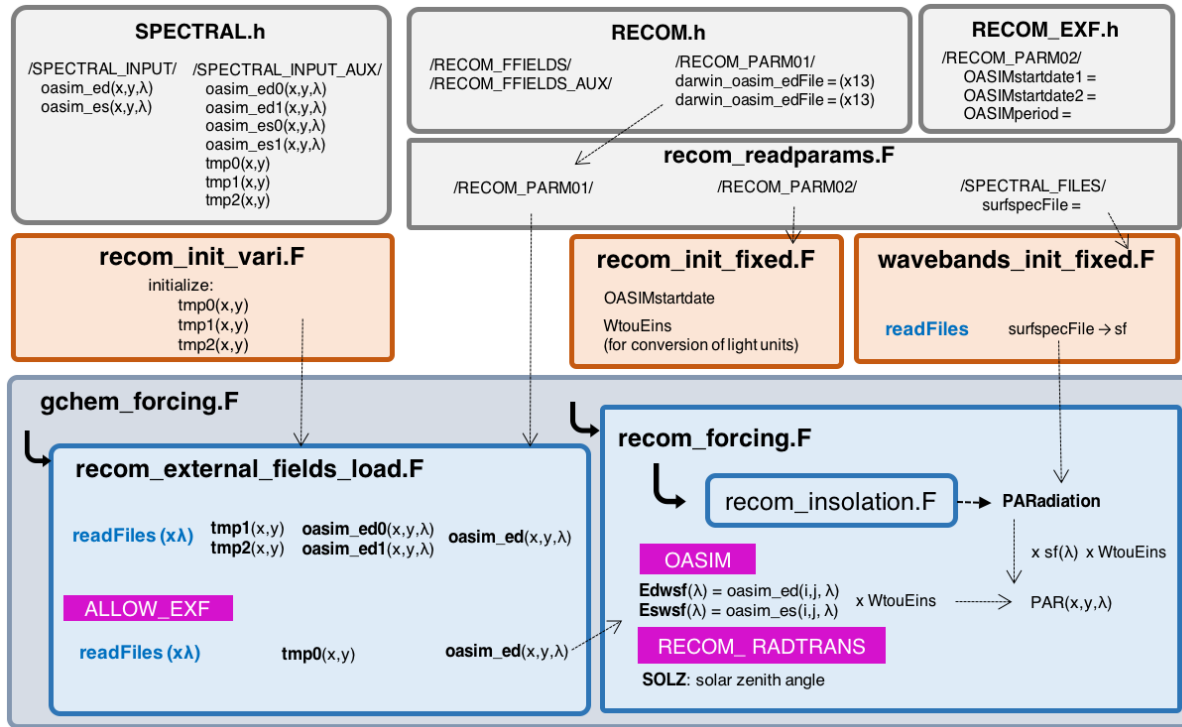 SPECTRAL.h
/SPECTRAL_INPUT/
oasim_ed(x,y,λ)
oasim_es(x,y,λ)
/SPECTRAL_INPUT_AUX/
oasim_ed0(x,y,λ)
oasim_ed1(x,y,λ)
oasim_es0(x,y,λ)
oasim_es1(x,y,λ)
tmp0(x,y)
tmp1(x,y)
tmp2(x,y)
RECOM.h
/RECOM_FFIELDS/
/RECOM_FFIELDS_AUX/
/RECOM_PARM01/
darwin_oasim_edFile = (x13)
darwin_oasim_edFile = (x13)
RECOM_EXF.h
/RECOM_PARM02/
OASIMstartdate1 =
OASIMstartdate2 =
OASIMperiod =
recom_readparams.F
/RECOM_PARM01/
/RECOM_PARM02/
/SPECTRAL_FILES/
surfspecFile =
recom_init_vari.F
initialize:
tmp0(x,y)
tmp1(x,y)
tmp2(x,y)
recom_init_fixed.F
OASIMstartdate
WtouEins
(for conversion of light units)
wavebands_init_fixed.F
readFiles
surfspecFile → sf
gchem_forcing.F
recom_external_fields_load.F
readFiles (xλ)
tmp1(x,y)
tmp2(x,y)
oasim_ed0(x,y,λ)
oasim_ed1(x,y,λ)
oasim_ed(x,y,λ)
ALLOW_EXF
readFiles (xλ)
tmp0(x,y)
oasim_ed(x,y,λ)
recom_forcing.F
recom_insolation.F
PARadiation
x sf(λ) x WtouEins
OASIM
Edwsf(λ) = oasim_ed(i,j, λ)
Eswsf(λ) = oasim_es(i,j, λ)
x WtouEins
PAR(x,y,λ)
RECOM_ RADTRANS
SOLZ: solar zenith angle